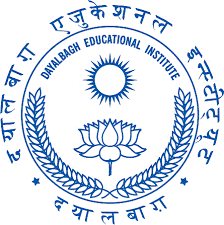 दयालबाग़ एजुकेशनल इन्स्टीट्यूट
DAYALBAGH EDUCATIONAL INSTITUTE
दयालबाग़